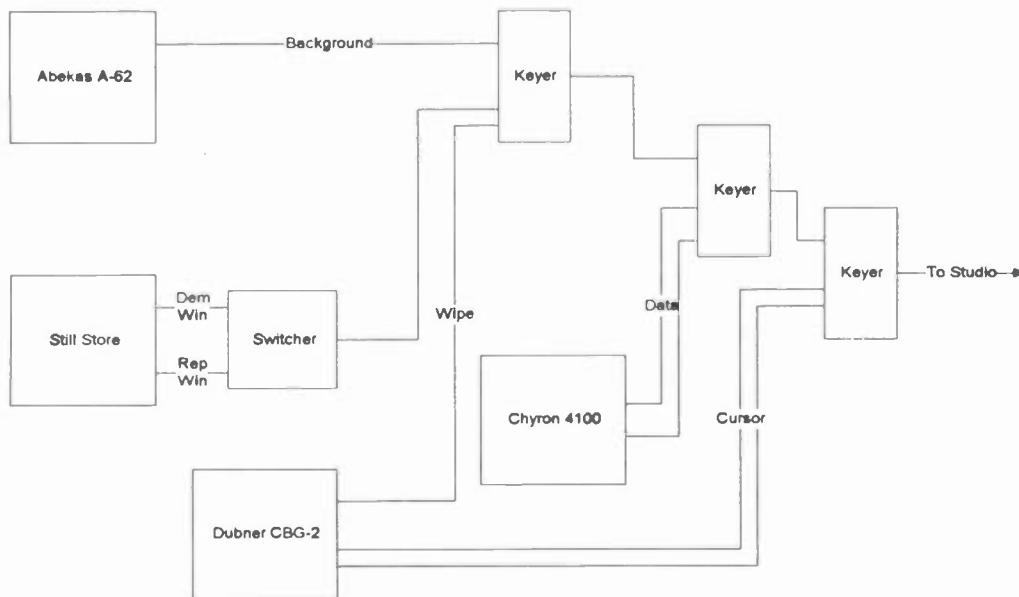 Abekas A-62
Background
Keyer
Keyer
Keyer
To Studio
Still Store
Dem
Win
Rep
Win
Switcher
Wipe
Data
Chyron 4100
Cursor
Dubner CBG-2